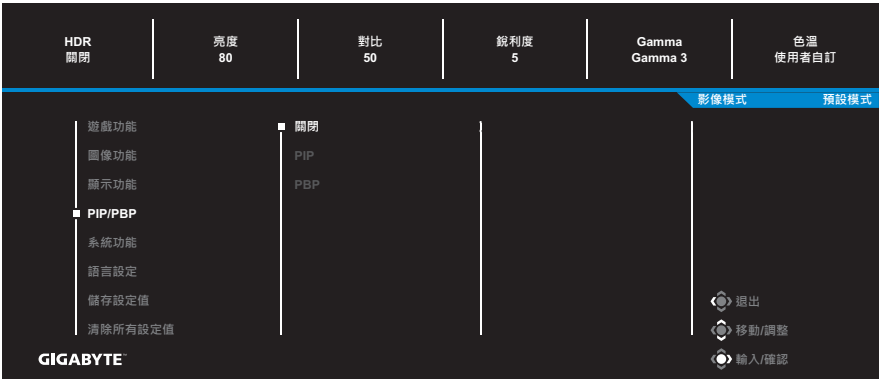 HDR 亮度 對比 銳利度 Gamma 色溫
關閉 80 50 5 Gamma 3 使用者自訂
影像模式 預設模式
遊戲功能 關閉
圖像功能 PIP
顯示功能 PBP
PIP/PBP
系統功能
語言設定
儲存設定值 退出
清除所有設定值 移動/調整
GIGABYTE™ 輸入/確認